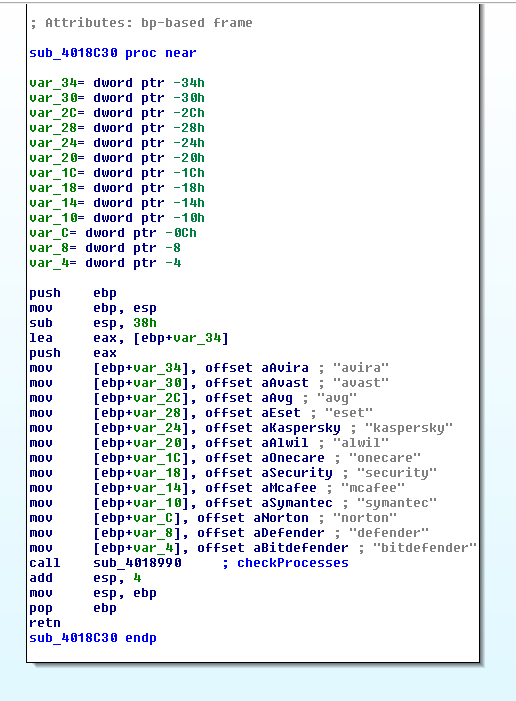 ; Attributes: bp-based frame
sub_4018C30 proc near
var_34= dword ptr -34h
var_30= dword ptr -30h
var_2C= dword ptr -2Ch
var_28= dword ptr -28h
var_24= dword ptr -24h
var_20= dword ptr -20h
var_1C= dword ptr -1Ch
var_18= dword ptr -18h
var_14= dword ptr -14h
var_10= dword ptr -10h
var_C= dword ptr -0Ch
var_8= dword ptr -8
var_4= dword ptr -4
push    ebp
mov     ebp, esp
sub     esp, 38h
lea     eax, [ebp+var_34]
push    eax
mov     [ebp+var_34], offset aAvira ; "avira"
mov     [ebp+var_30], offset aAvast ; "avast"
mov     [ebp+var_2C], offset aAvg ; "avg"
mov     [ebp+var_28], offset aEset ; "eset"
mov     [ebp+var_24], offset aKaspersky ; "kaspersky"
mov     [ebp+var_20], offset aAlwil ; "alwil"
mov     [ebp+var_1C], offset aOnecare ; "onecare"
mov     [ebp+var_18], offset aSecurity ; "security"
mov     [ebp+var_14], offset aMcafee ; "mcafee"
mov     [ebp+var_10], offset aSymantec ; "symantec"
mov     [ebp+var_C], offset aNorton ; "norton"
mov     [ebp+var_8], offset aDefender ; "defender"
mov     [ebp+var_4], offset aBitdefender ; "bitdefender"
call    sub_4018990     ; checkProcesses
add     esp, 4
mov     esp, ebp
pop     ebp
retn
sub_4018C30 endp